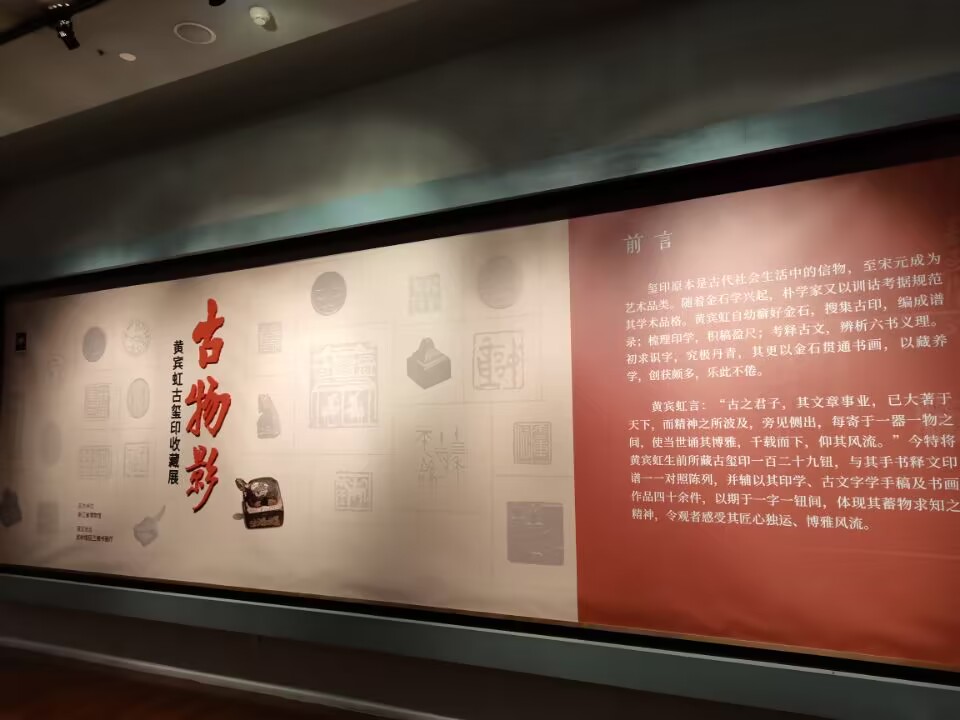 古物影
黄宾虹古玺印收藏展
前言
玺印原本是古代社会生活中的信物，至宋元成为
艺术品类。随着金石学兴起，朴学家又以训诂考据规范
其学术品格。黄宾虹自幼癖好金石，搜集古印，编成谱
录；梳理印学，积稿盈尺；考释古文，辨析六书义理。
初求识字，究极丹青，其更以金石贯通书画，以藏养
学，创获颇多，乐此不倦。
黄宾虹言：“古之君子，其文章事业，已大著于
天下，而精神之所波及，旁见侧出，每寄于一器一物之
间，使当世诵其博雅，千载而下，仰其风流。”今特将
黄宾虹生前所藏古玺印一百二十九钮，与其手书释文印
谱一一对照陈列，并辅以其印学、古文字学手稿及书画
作品四十余件，以期于一字一钮间，体现其蓄物求知之
精神，令观者感受其匠心独运、博雅风流。